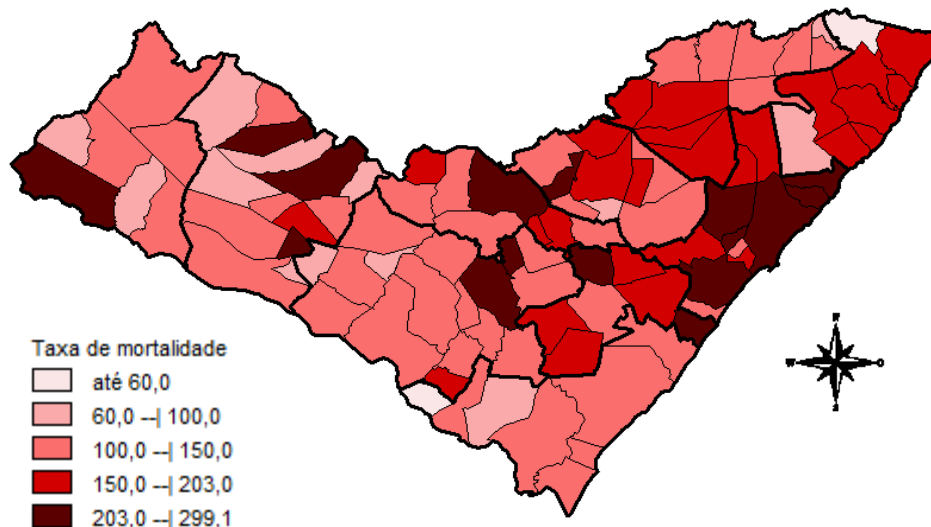 Taxa de mortalidade
até 60,0
60,0 --| 100,0
100,0 --| 150,0
150,0 --| 203,0
203,0 --| 299,1
W
O